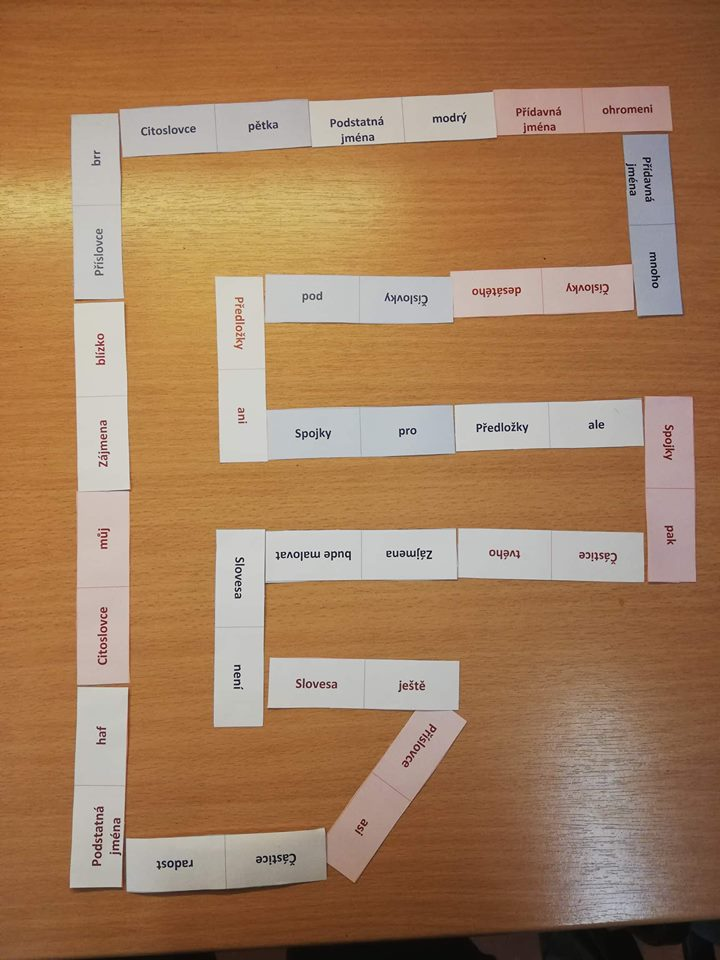 Citoslovce
pětka
Podstatná
jména
modrý
Přídavná
jména
ohromeni
Přídavná
jména
mnoho
Číslovky
desátého
Číslovky
pod
Předložky
ani
Spojky
pro
Předložky
ale
Spojky
pak
Částice
tvého
Zájmena
bude malovat
Slovesa
není
Slovesa
ještě
Příslovce
asi
Částice
radost
Podstatná
jména
haf
Citoslovce
můj
Zájmena
blízko
Příslovce
brr